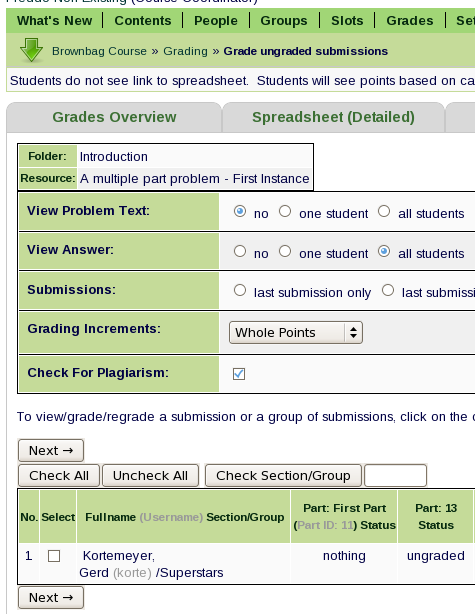 What's New | Contents | People | Groups | Slots | Grades | Se
Brownbag Course » Grading » Grade ungraded submissions
Students do not see link to spreadsheet. Students will see points based on ca
Grades Overview Spreadsheet (Detailed)
Folder: Introduction
Resource: A multiple part problem - First Instance
View Problem Text: no one student all students
View Answer: no one student all students
Submissions: last submission only last submissi
Grading Increments: Whole Points
Check For Plagiarism:
To view/grade/regrade a submission or a group of submissions, click on the
Next →
Check All Uncheck All Check Section/Group
No. Select Fullname (Username) Section/Group Part: First Part (Part ID: 11) Status Part: 13 Status
1 Kortemeyer, Gerd (korte) /Superstars nothing ungraded
Next →